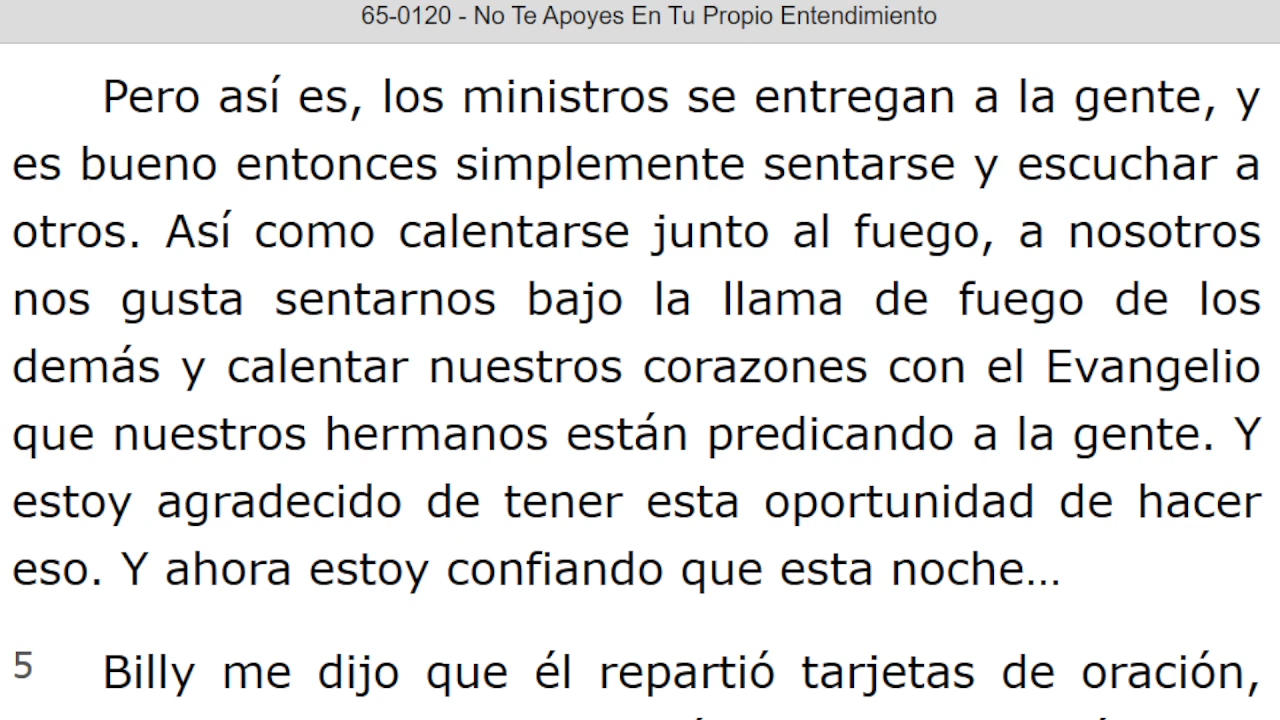 65-0120 - No Te Apoyes En Tu Propio Entendimiento
Pero así es, los ministros se entregan a la gente, y
es bueno entonces simplemente sentarse y escuchar a
otros. Así como calentarse junto al fuego, a nosotros
nos gusta sentarnos bajo la llama de fuego de los
demás y calentar nuestros corazones con el Evangelio
que nuestros hermanos están predicando a la gente. Y
estoy agradecido de tener esta oportunidad de hacer
eso. Y ahora estoy confiando que esta noche...
5 Billy me dijo que él repartió tarjetas de oración,